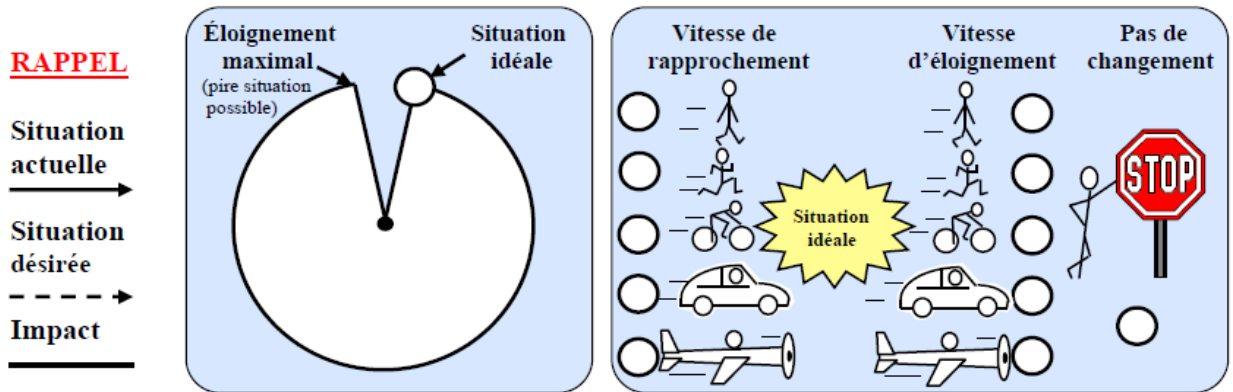 RAPPEL
Situation
actuelle
Situation
désirée
Impact
Éloignement
maximal
(pire situation
possible)
Situation
idéale
Vitesse de
rapprochement
Vitesse
d’éloignement
Pas de
changement
Situation
idéale
STOP